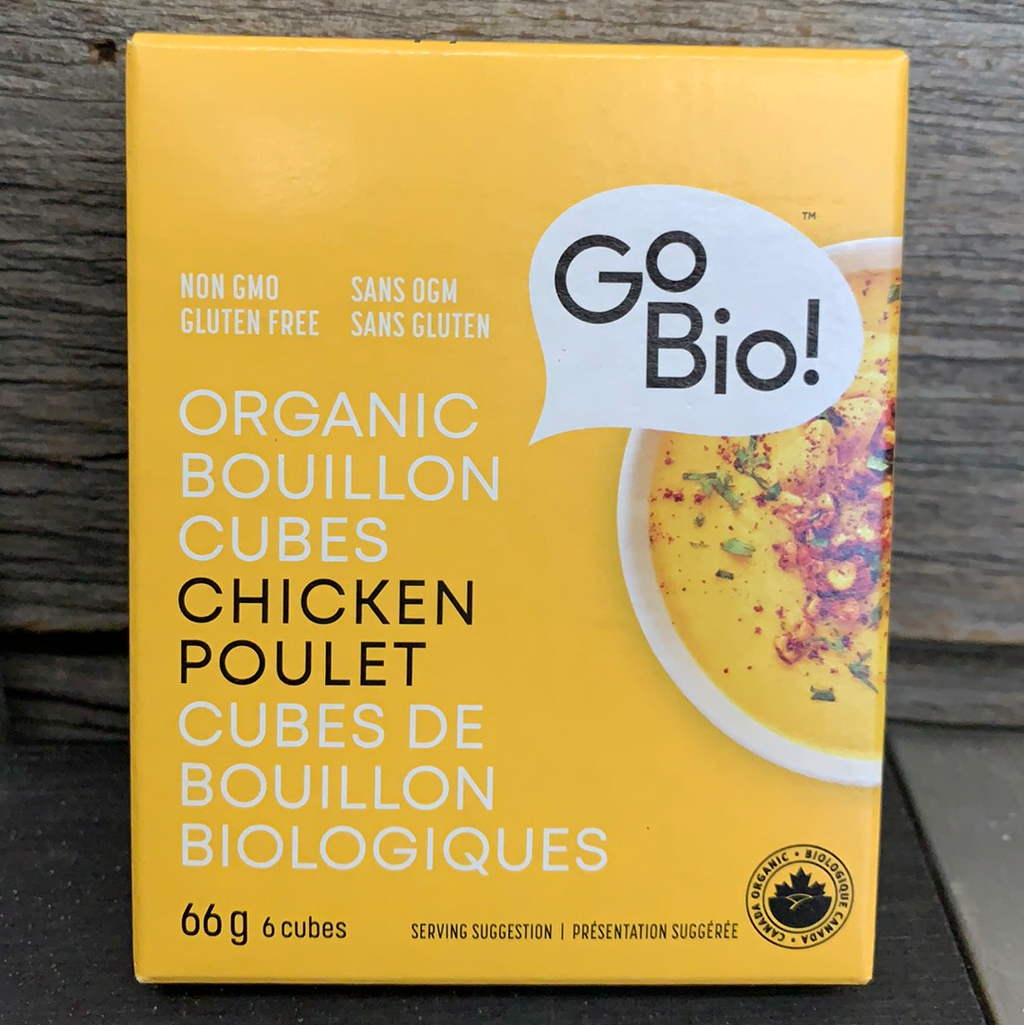 Go
Bio!
™
NON GMO
GLUTEN FREE
SANS OGM
SANS GLUTEN
ORGANIC
BOUILLON
CUBES
CHICKEN
POULET
CUBES DE
BOUILLON
BIOLOGIQUES
66 g 6 cubes
SERVING SUGGESTION | PRÉSENTATION SUGGÉRÉE
CANADA ORGANIC • BIOLOGIQUE CANADA •